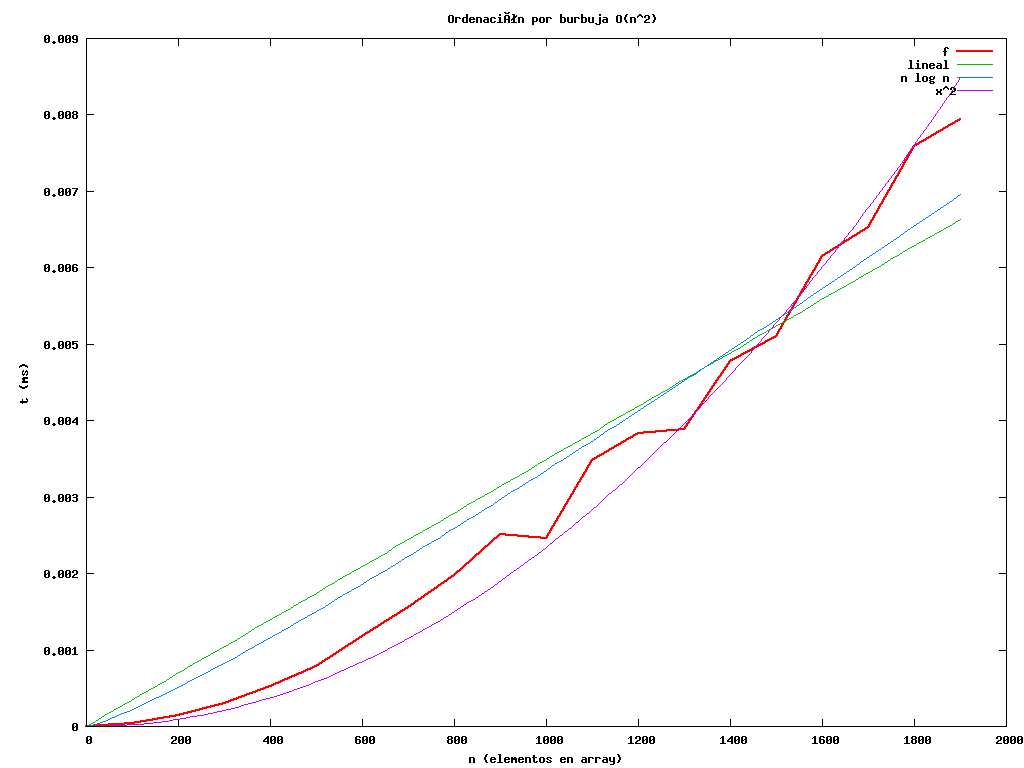 Ordenación por burbuja O(n^2)
f
lineal
n log n
x^2
0.009
0.008
0.007
0.006
0.005
0.004
0.003
0.002
0.001
0
t (ms)
0 200 400 600 800 1000 1200 1400 1600 1800 2000
n (elementos en array)